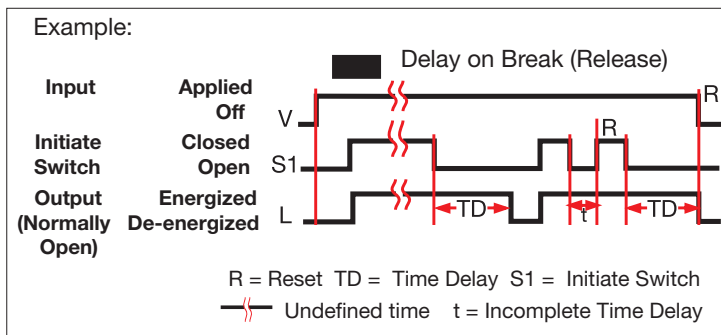 Example:
Delay on Break (Release)
Input Applied Off V R
Initiate Switch Closed Open S1 R
Output (Normally Open) Energized De-energized L TD t TD
R = Reset TD = Time Delay S1 = Initiate Switch
Undefined time t = Incomplete Time Delay